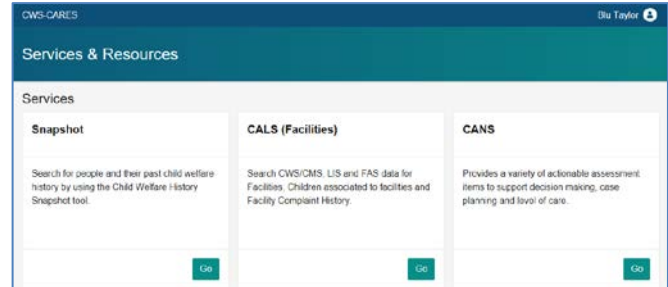 CWS-CARES
Blu Taylor
Services & Resources
Services
Snapshot
Search for people and their past child welfare
history by using the Child Welfare History
Snapshot tool.
Go
CALS (Facilities)
Search CWS/CMS, LIS and FAS data for
Facilities, Children associated to facilities and
Facility Complaint History.
Go
CANS
Provides a variety of actionable assessment
items to support decision making, case
planning and level of care.
Go